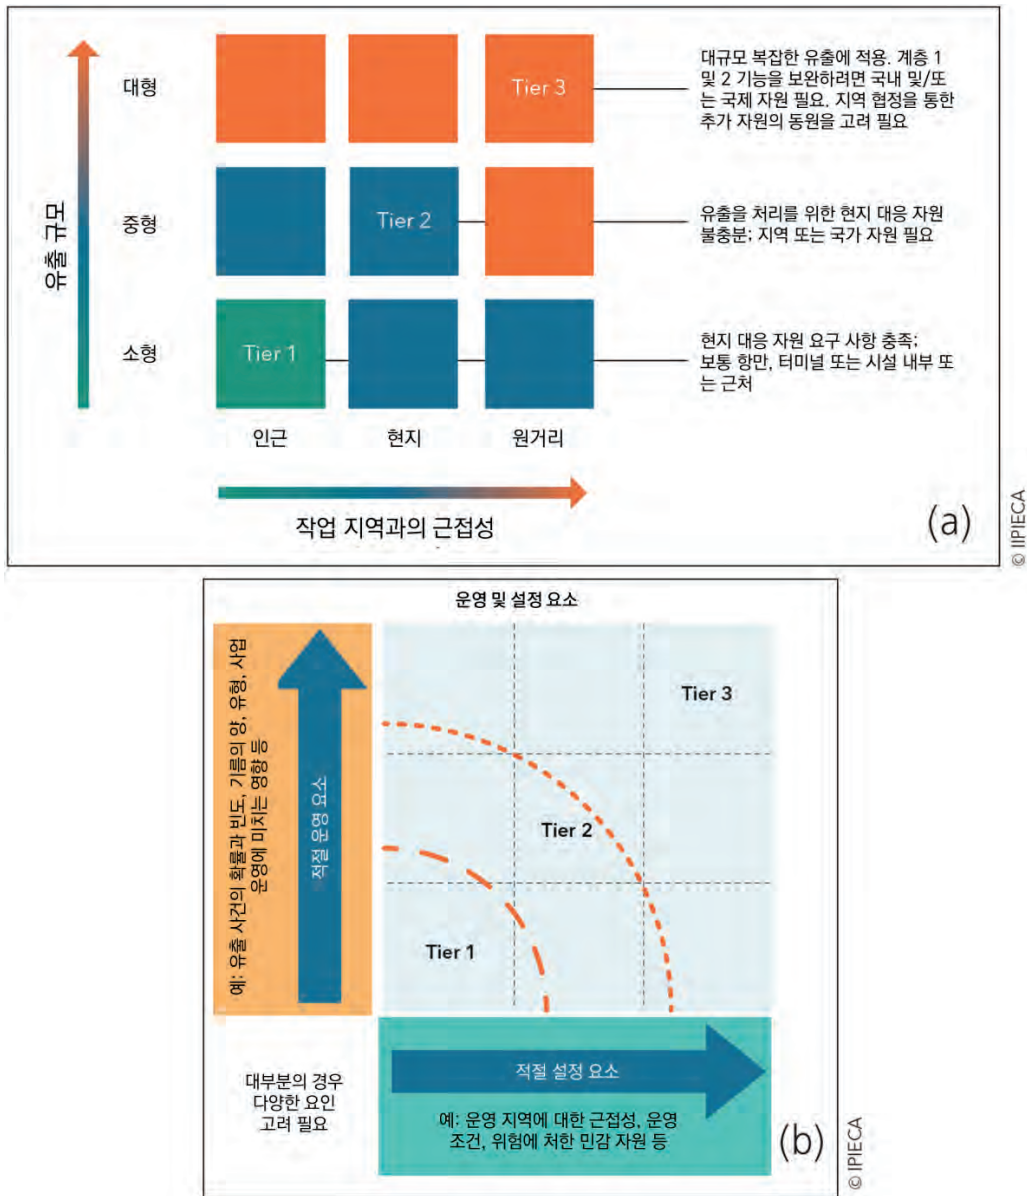 유출 규모
대형
중형
소형
Tier 3
Tier 2
Tier 1
대규모 복잡한 유출에 적용. 계층 1
및 2 기능을 보완하려면 국내 및/또
는 국제 자원 필요. 지역 협정을 통한
추가 자원의 동원을 고려 필요
유출을 처리를 위한 현지 대응 자원
불충분; 지역 또는 국가 자원 필요
현지 대응 자원 요구 사항 충족;
보통 항만, 터미널 또는 시설 내부 또
는 근처
인근
현지
원거리
작업 지역과의 근접성
(a)
© IIPIECA
운영 및 설정 요소
예: 유출 사건의 확률과 빈도, 기름의 양, 유형, 사업
운영에 미치는 영향 등
적절 운영 요소
Tier 3
Tier 2
Tier 1
대부분의 경우
다양한 요인
고려 필요
적절 설정 요소
예: 운영 지역에 대한 근접성, 운영
조건, 위험에 처한 민감 자원 등
(b)
© IPIECA